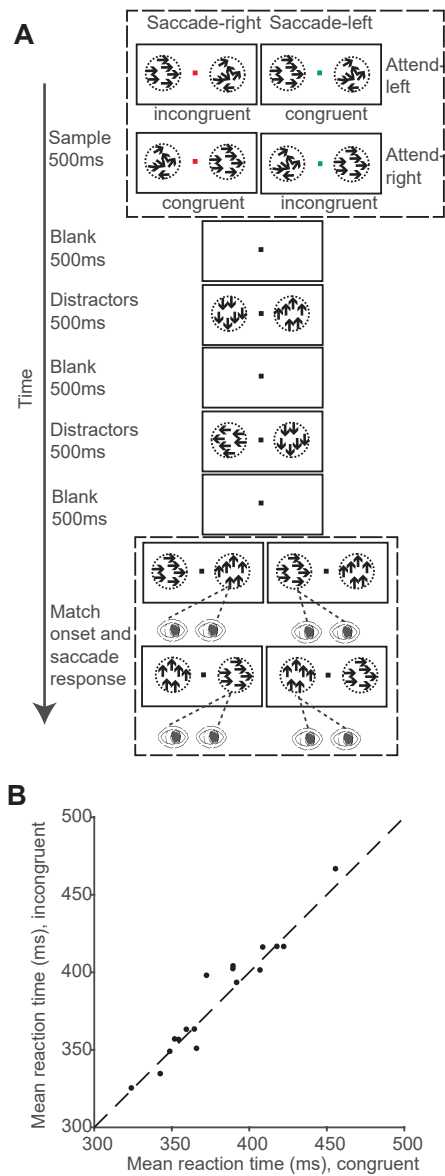 A
Saccade-right Saccade-left
Attend-
left
incongruent congruent
Sample
500ms
Attend-
right
congruent incongruent
Blank
500ms
Distractors
500ms
Blank
500ms
Time
Distractors
500ms
Blank
500ms
Match
onset and
saccade
response
B
Mean reaction time (ms), incongruent
500
450
400
350
300
300 350 400 450 500
Mean reaction time (ms), congruent